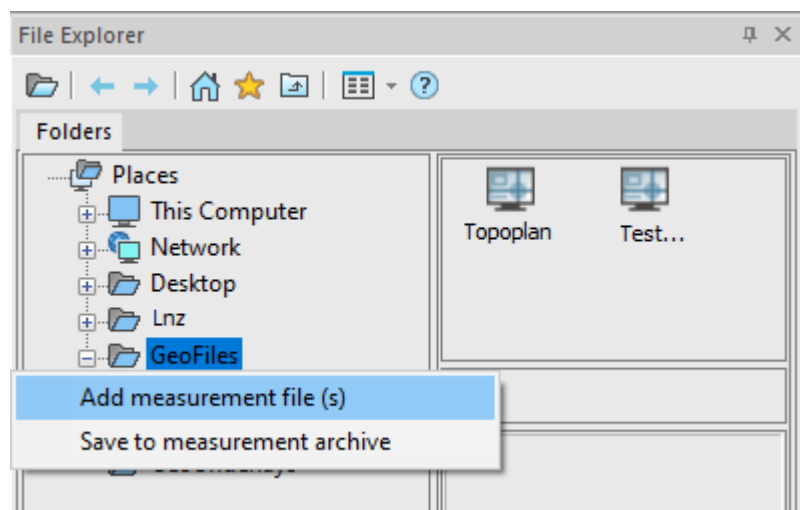 File Explorer
Folders
Places
This Computer
Network
Desktop
Lnz
GeoFiles
Add measurement file (s)
Save to measurement archive
Topoplan
Test...